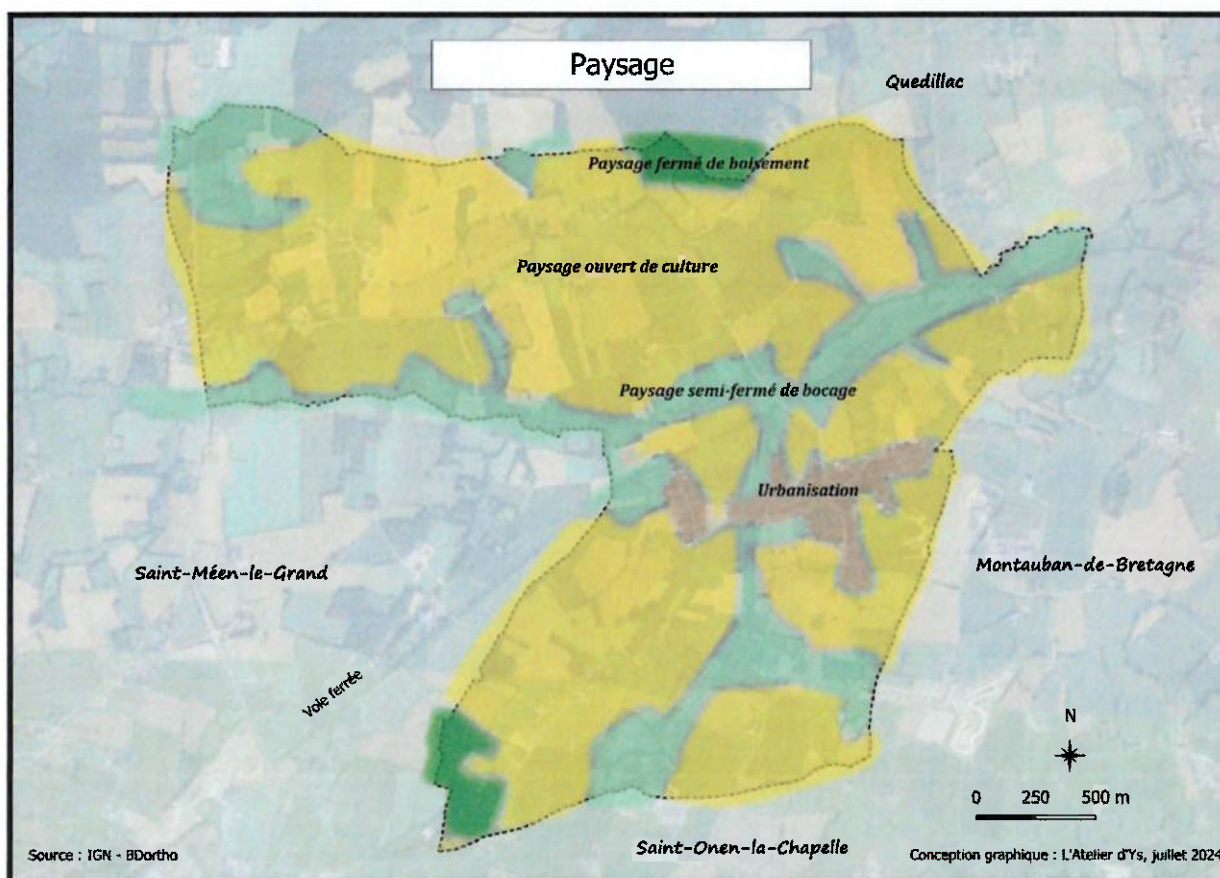 Paysage
Quedillac
Paysage fermé de boisement
Paysage ouvert de culture
Paysage semi-fermé de bocage
Urbanisation
Saint-Méen-le-Grand
Montauban-de-Bretagne
Voie ferrée
N
0 250 500 m
Saint-Onen-la-Chapelle
Source : IGN - BDortho
Conception graphique : L'Atelier d'Ys, juillet 2024